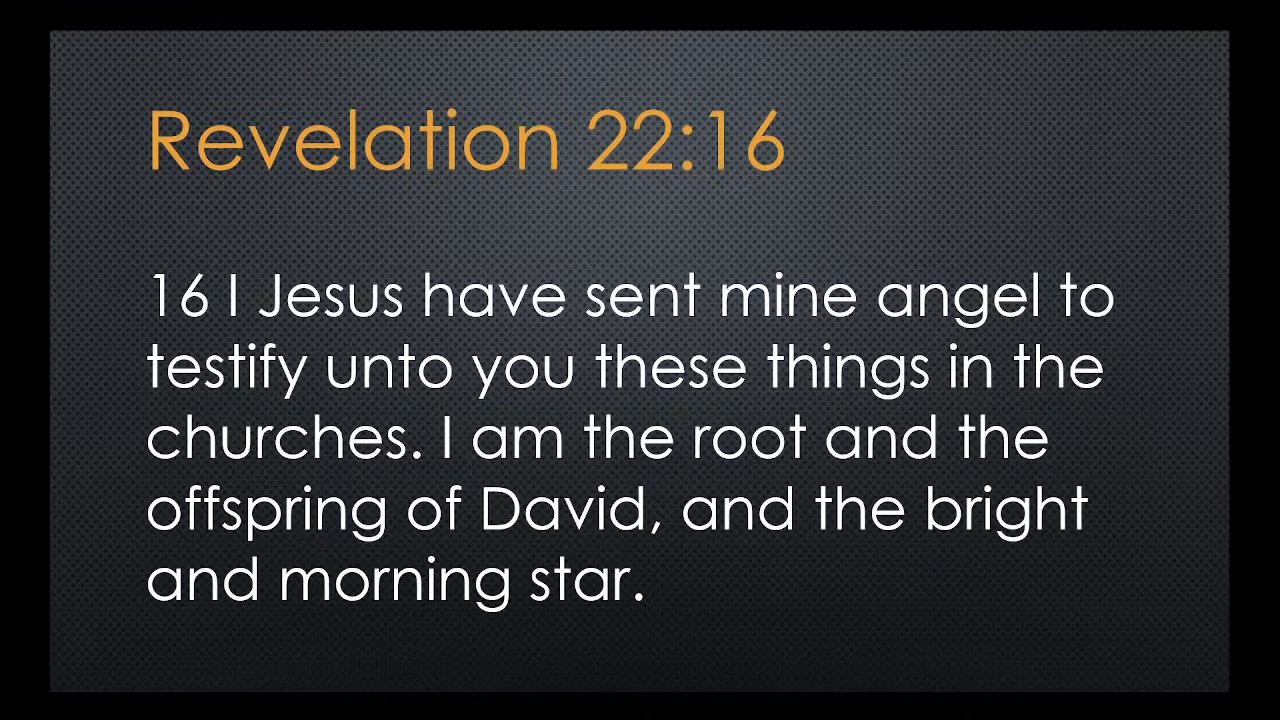 Revelation 22:16
16 I Jesus have sent mine angel to
testify unto you these things in the
churches. I am the root and the
offspring of David, and the bright
and morning star.